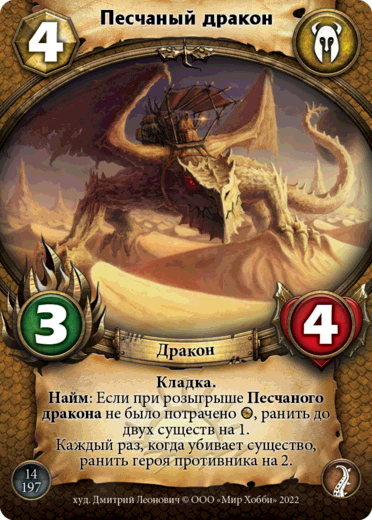 Песчаный дракон
4
3
4
Дракон
Кладка.
Найм: Если при розыгрыше Песчаного
дракона не было потрачено , ранить до
двух существ на 1.
Каждый раз, когда убивает существо,
ранить героя противника на 2.
14
197
худ. Дмитрий Леонович © ООО «Мир Хобби» 2022